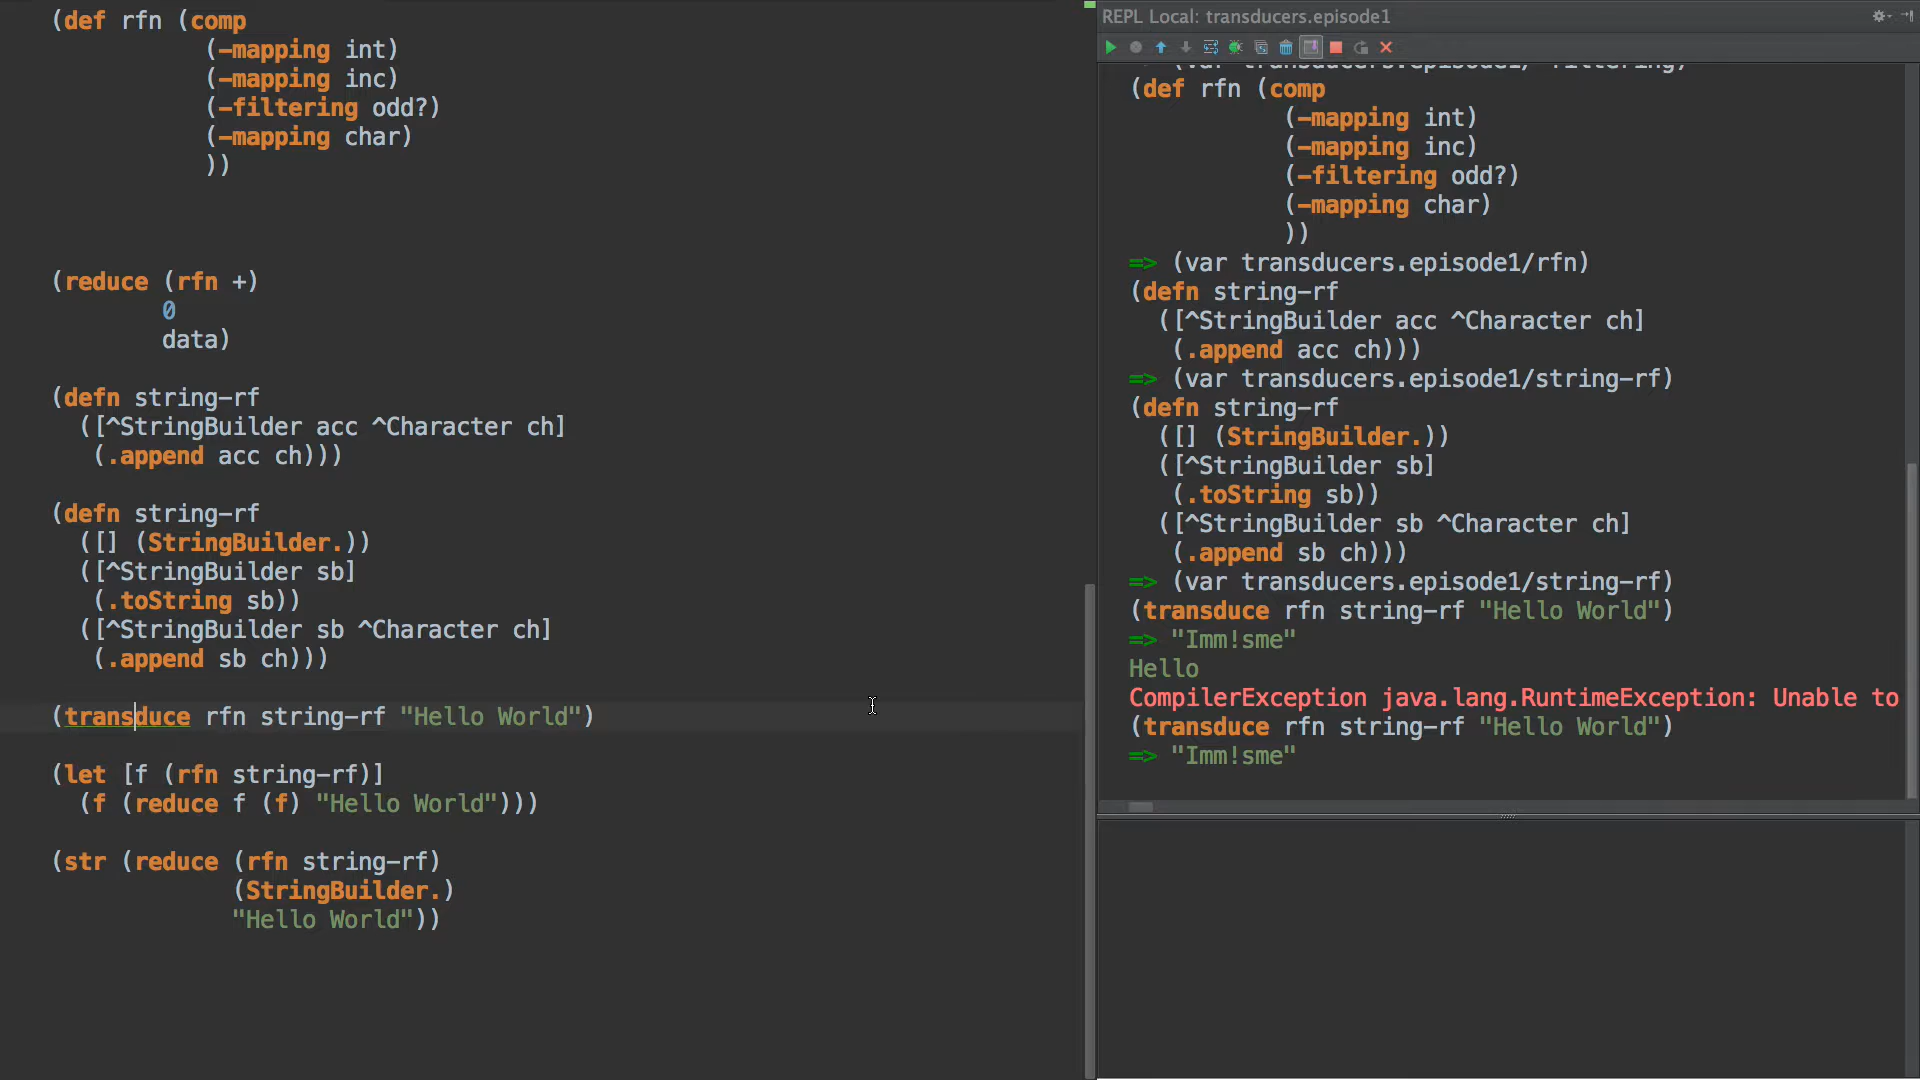 (def rfn (comp
(-mapping int)
(-mapping inc)
(-filtering odd?)
(-mapping char)
))
(reduce (rfn +)
0
data)
(defn string-rf
([^StringBuilder acc ^Character ch]
(.append acc ch)))
(defn string-rf
([] (StringBuilder.))
([^StringBuilder sb]
(.toString sb))
([^StringBuilder sb ^Character ch]
(.append sb ch)))
(transduce rfn string-rf "Hello World")
(let [f (rfn string-rf)]
(f (reduce f (f) "Hello World")))
(str (reduce (rfn string-rf)
(StringBuilder.)
"Hello World"))
REPL Local: transducers.episode1
(def rfn (comp
(-mapping int)
(-mapping inc)
(-filtering odd?)
(-mapping char)
))
=> (var transducers.episode1/rfn)
(defn string-rf
([^StringBuilder acc ^Character ch]
(.append acc ch)))
=> (var transducers.episode1/string-rf)
(defn string-rf
([] (StringBuilder.))
([^StringBuilder sb]
(.toString sb))
([^StringBuilder sb ^Character ch]
(.append sb ch)))
=> (var transducers.episode1/string-rf)
(transduce rfn string-rf "Hello World")
=> "Imm!sme"
Hello
CompilerException java.lang.RuntimeException: Unable to
(transduce rfn string-rf "Hello World")
=> "Imm!sme"